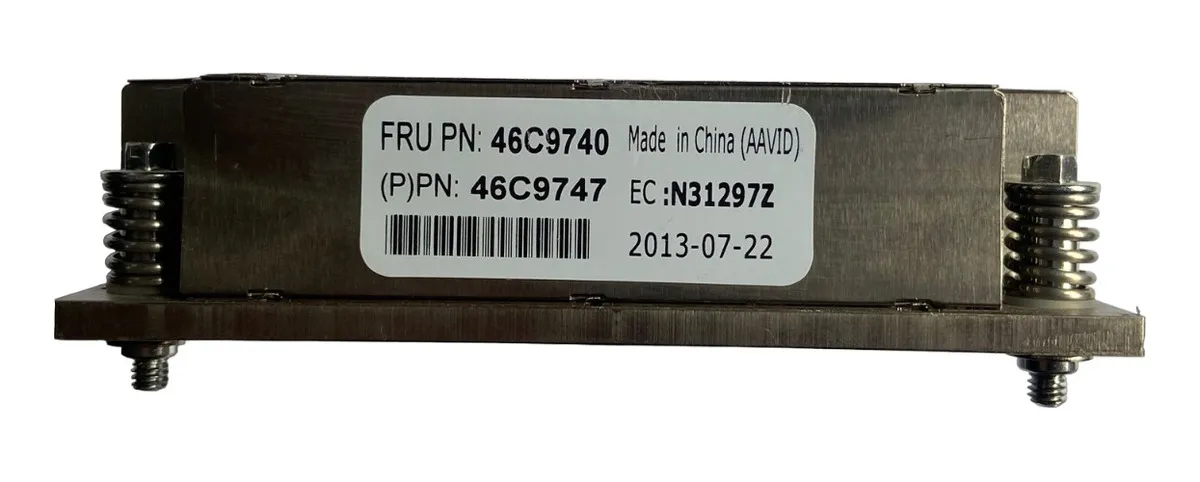 FRU PN: 46C9740 Made in China (AAVID)
(P)PN: 46C9747 EC :N31297Z
2013-07-22